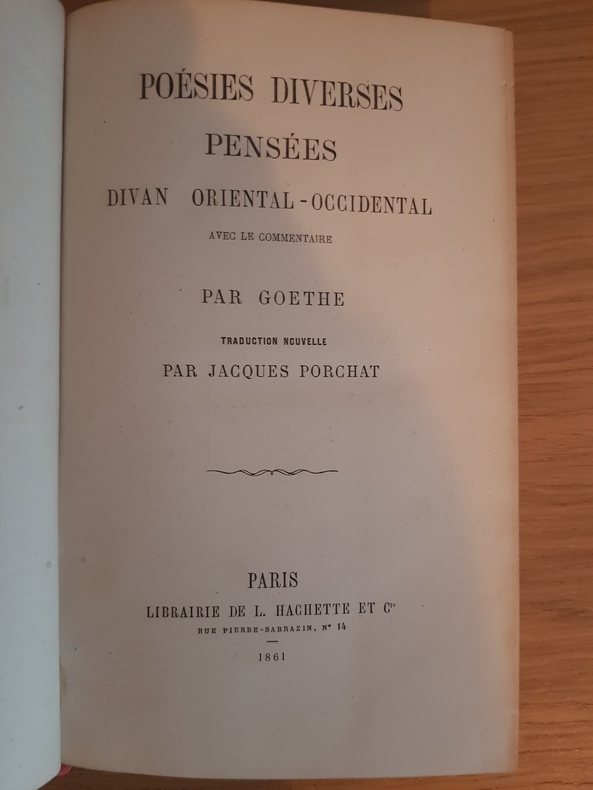 POÉSIES DIVERSES
PENSÉES
DIVAN ORIENTAL-OCCIDENTAL
AVEC LE COMMENTAIRE
PAR GOETHE
TRADUCTION NOUVELLE
PAR JACQUES PORCHAT
PARIS
LIBRAIRIE DE L. HACHETTE ET Cie
RUE PIERRE-SARRAZIN, N° 14
1861